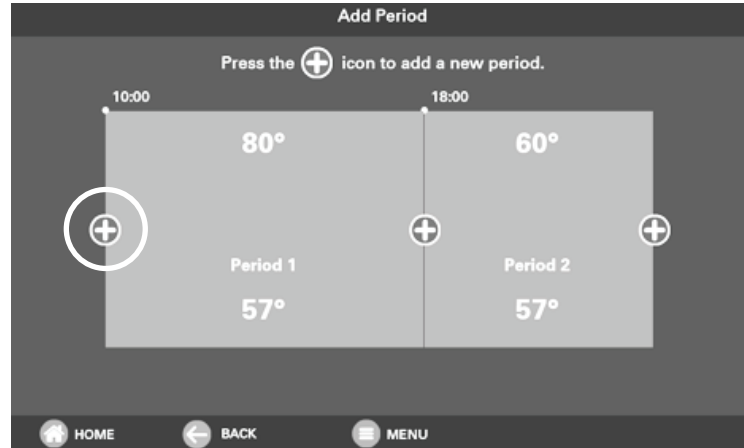 Add Period
Press the icon to add a new period.
10:00 18:00
80° 60°
Period 1 Period 2
57° 57°
HOME BACK MENU